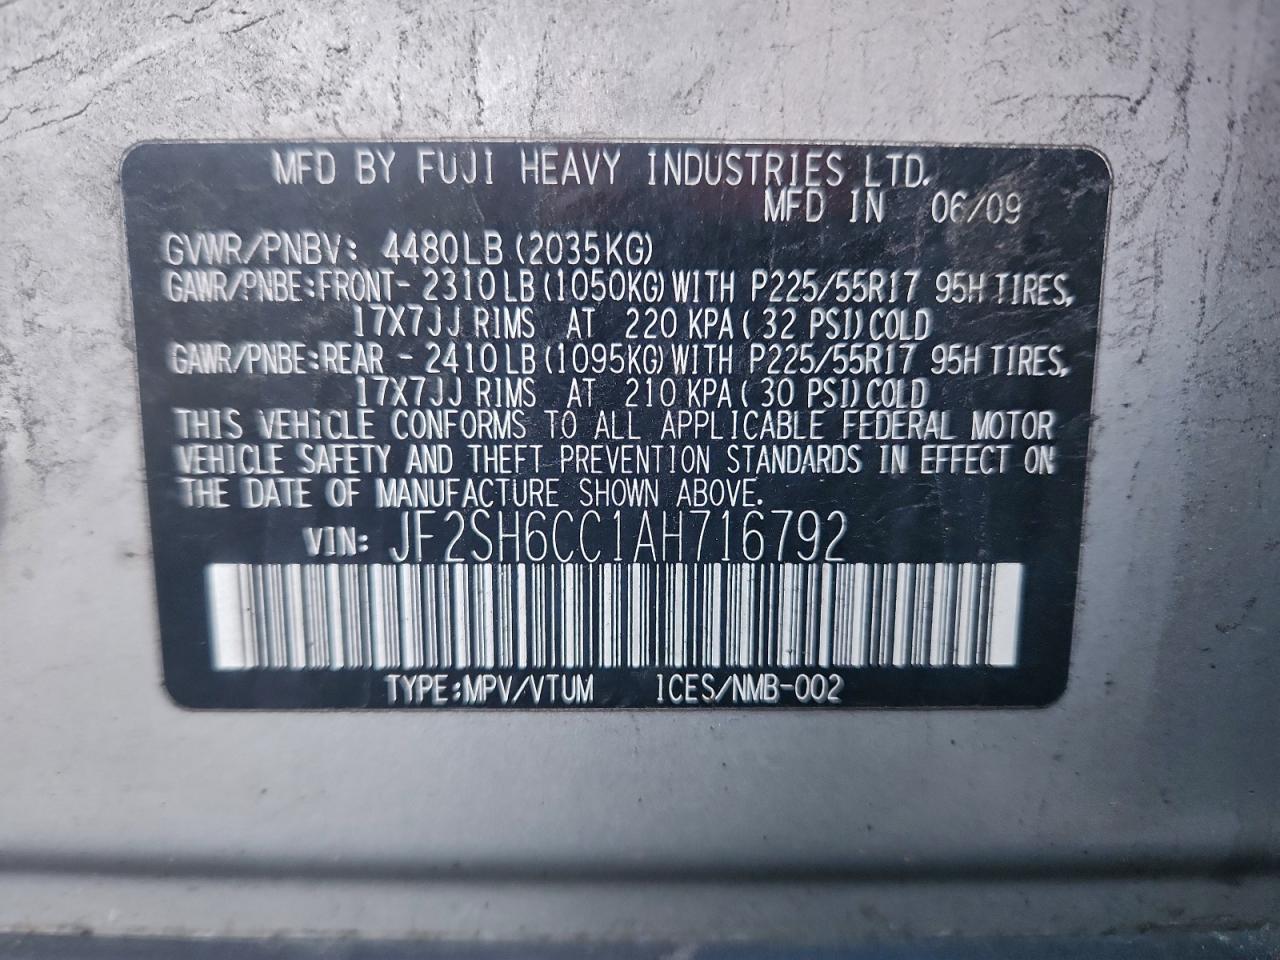 MFD BY FUJI HEAVY INDUSTRIES LTD.
MFD IN 06/09
GVWR/PNBV: 4480LB(2035KG)
GAWR/PNBE:FRONT- 2310LB(1050KG)WITH P225/55R17 95H TIRES,
17X7JJ RIMS AT 220 KPA( 32 PSI)COLD
GAWR/PNBE:REAR - 2410LB(1095KG)WITH P225/55R17 95H TIRES,
17X7JJ RIMS AT 210 KPA( 30 PSI)COLD
THIS VEHICLE CONFORMS TO ALL APPLICABLE FEDERAL MOTOR
VEHICLE SAFETY AND THEFT PREVENTION STANDARDS IN EFFECT ON
THE DATE OF MANUFACTURE SHOWN ABOVE.
VIN: JF2SH6CC1AH716792
TYPE:MPV/VTUM ICES/NMB-002